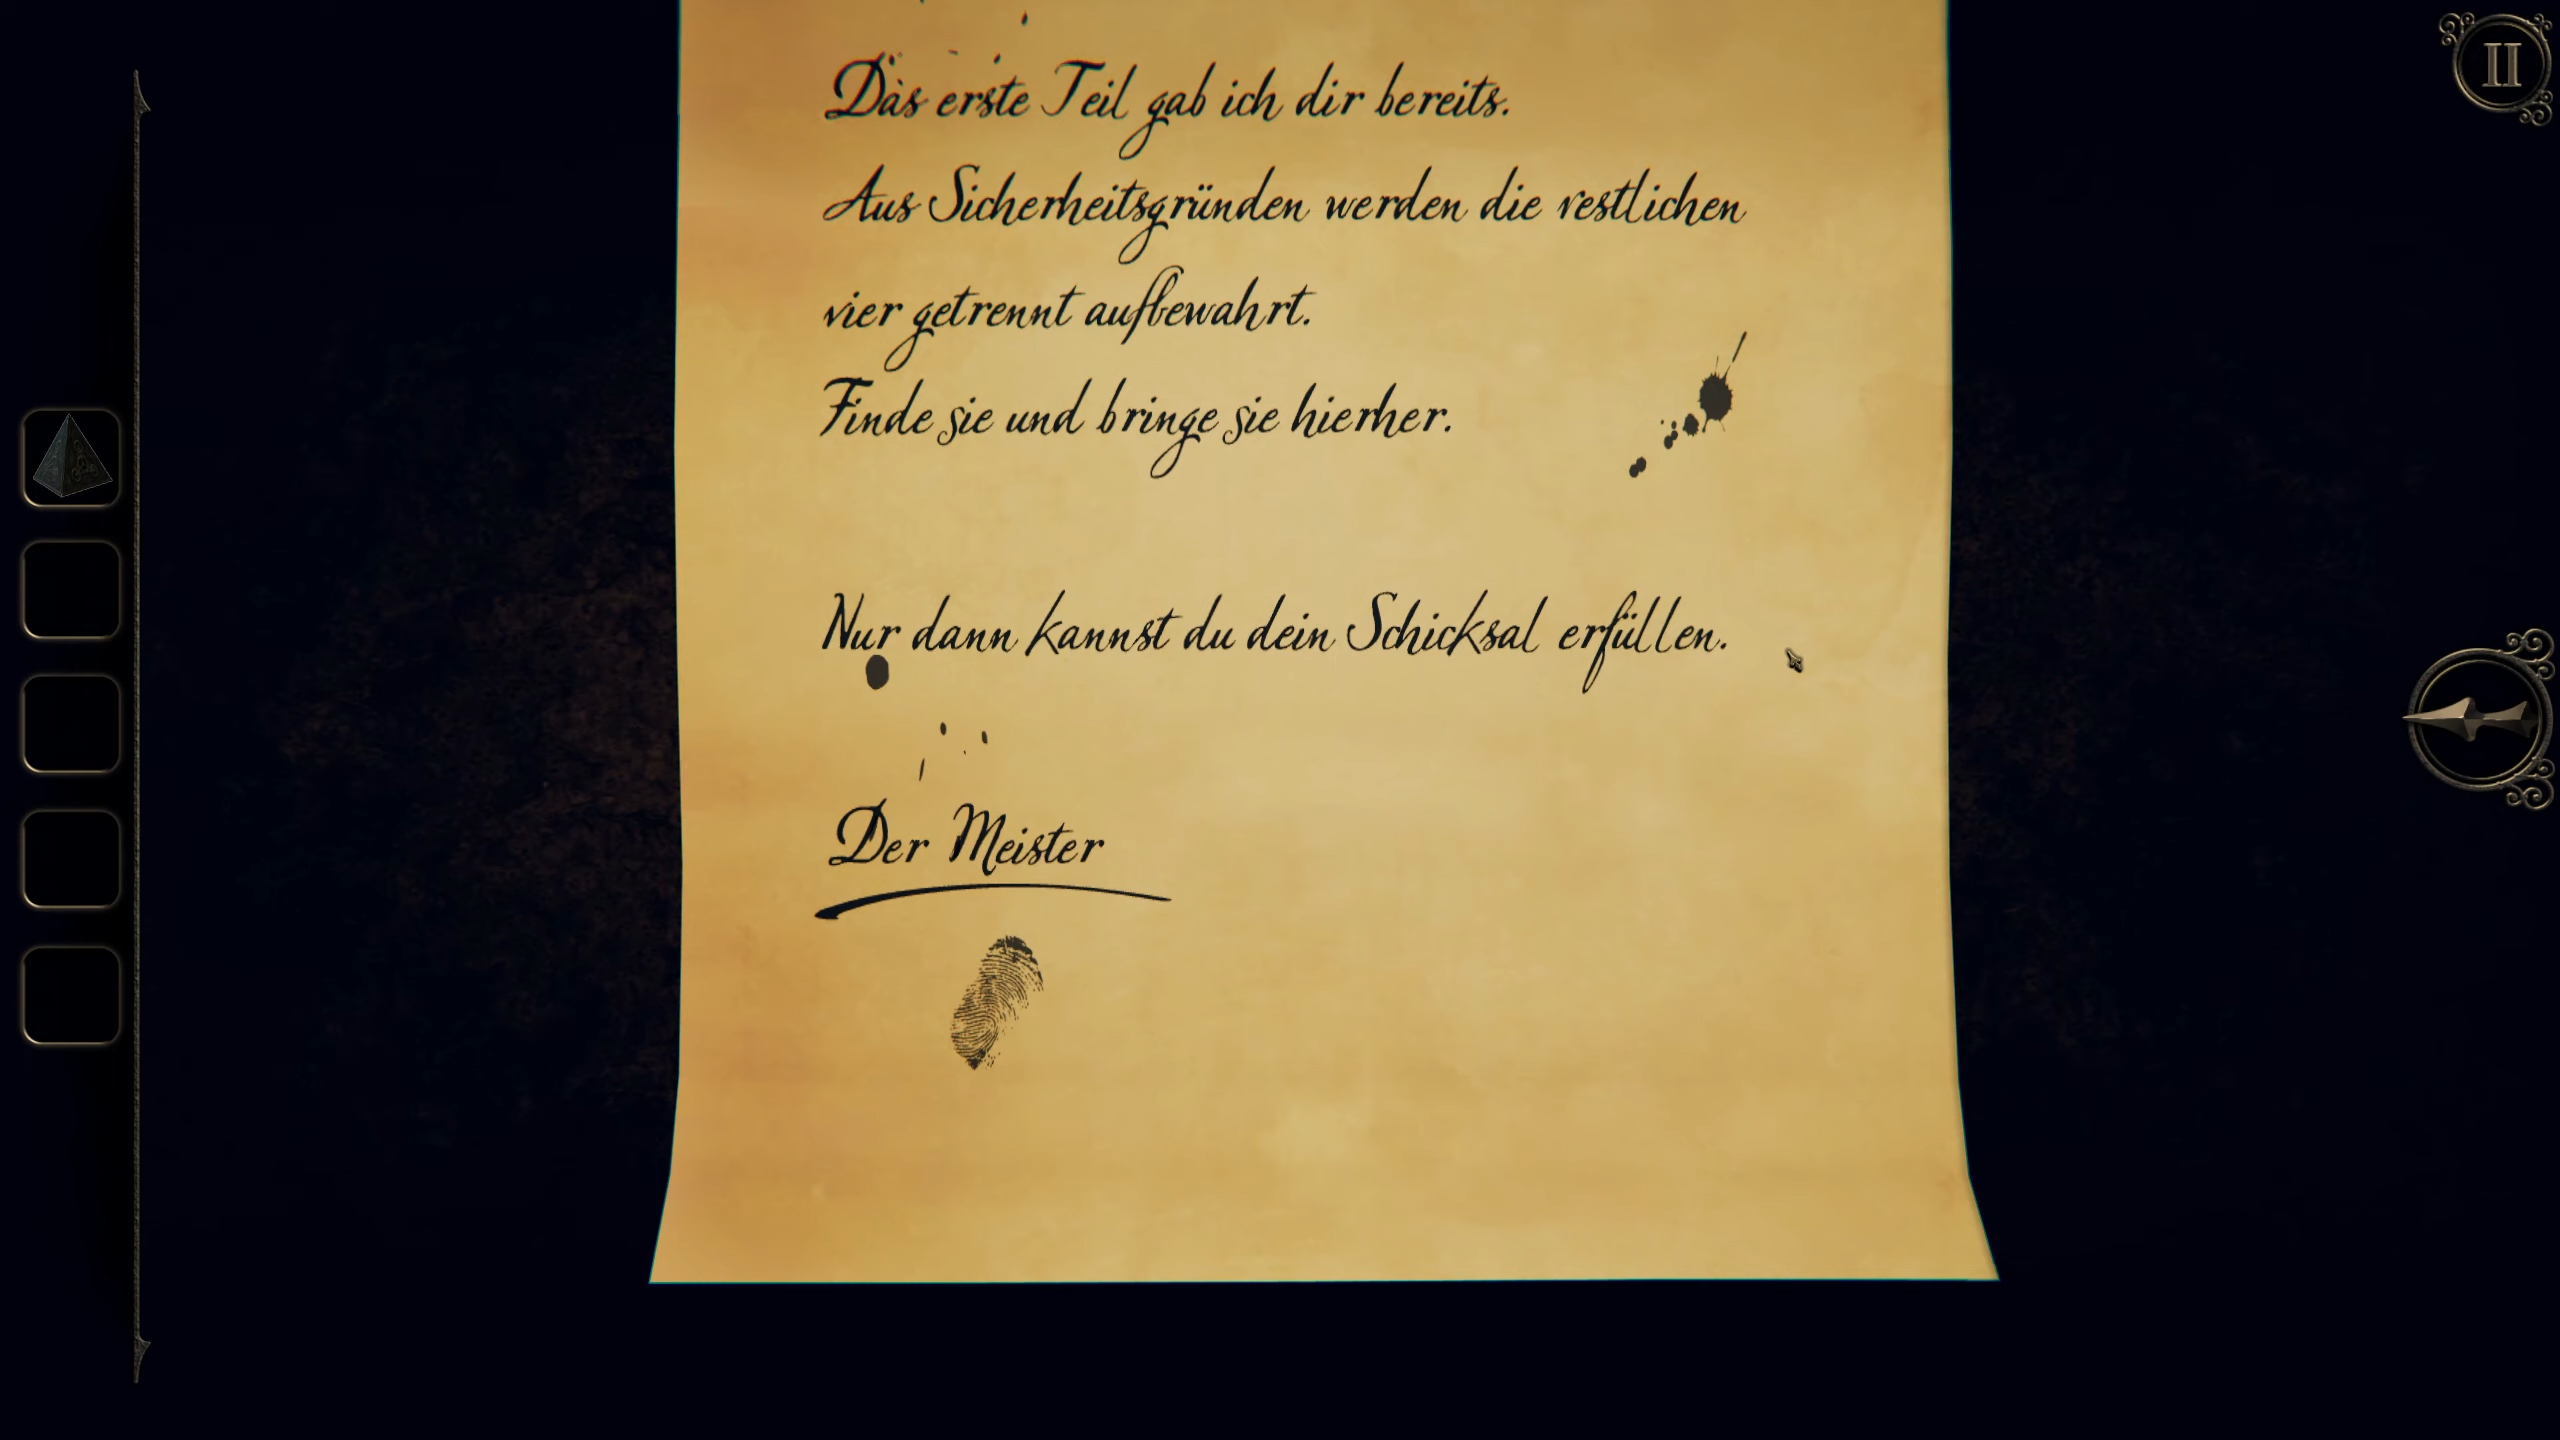 Das erste Teil gab ich dir bereits.
Aus Sicherheitsgründen werden die restlichen
vier getrennt aufbewahrt.
Finde sie und bringe sie hierher.
Nur dann kannst du dein Schicksal erfüllen.
Der Meister
II